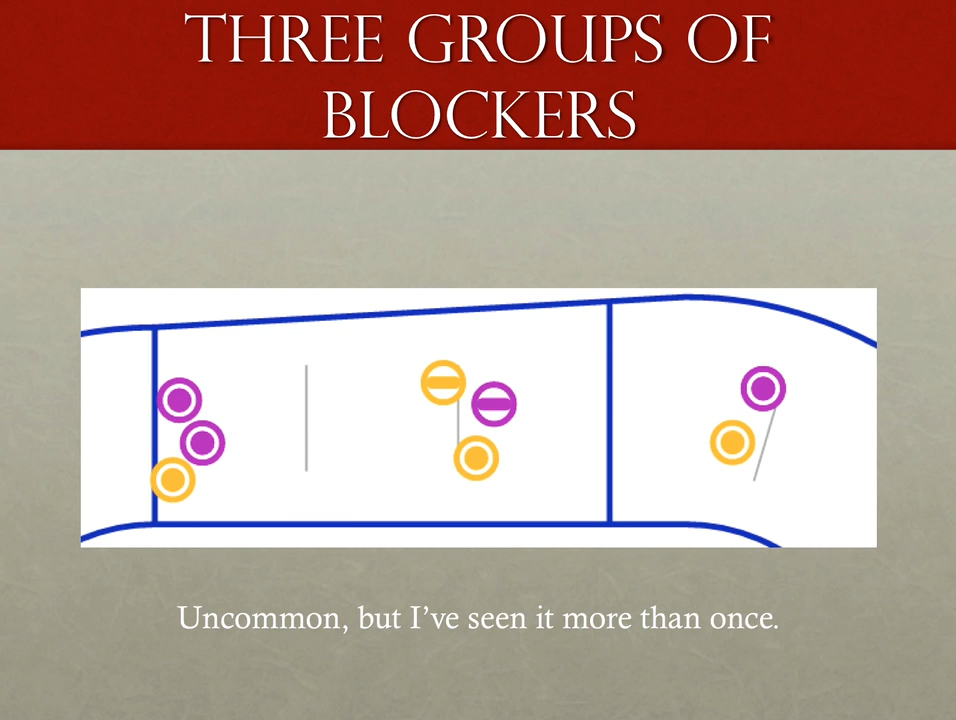 THREE GROUPS OF
BLOCKERS
Uncommon, but I’ve seen it more than once.